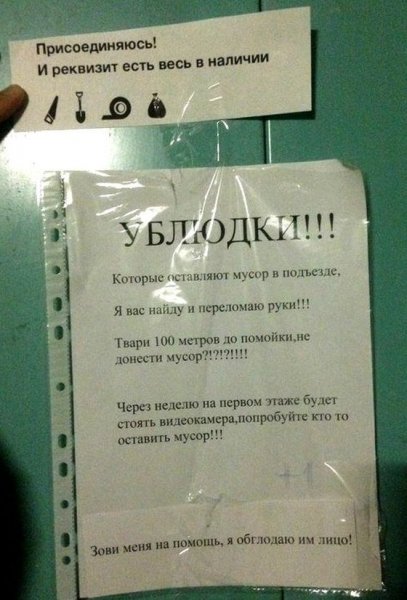 Присоединяюсь!
И реквизит есть весь в наличии
УБЛЮДКИ!!!
Которые оставляют мусор в подъезде,
Я вас найду и переломаю руки!!!
Твари 100 метров до помойки,не
донести мусор?!?!?!!!!
Через неделю на первом этаже будет
стоять видеокамера,попробуйте кто то
оставить мусор!!!
+1
Зови меня на помощь, я обглодаю им лицо!